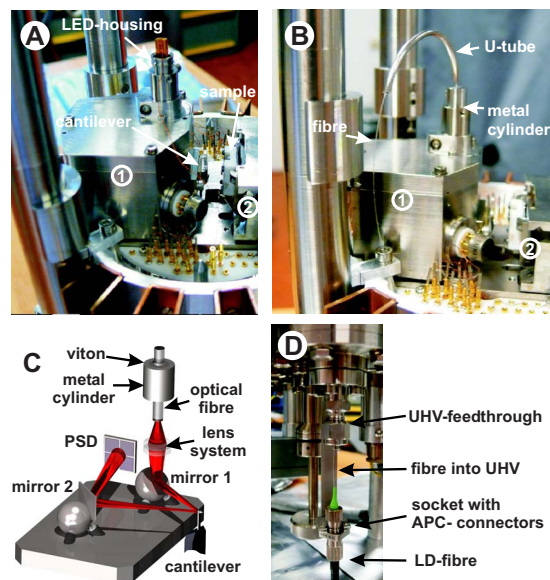 A
LED-housing
sample
cantilever
1
2
B
U-tube
metal
cylinder
fibre
1
2
C
viton
metal
cylinder
optical
fibre
PSD
lens
system
mirror 1
mirror 2
cantilever
D
UHV-feedthrough
fibre into UHV
socket with
APC- connectors
LD-fibre